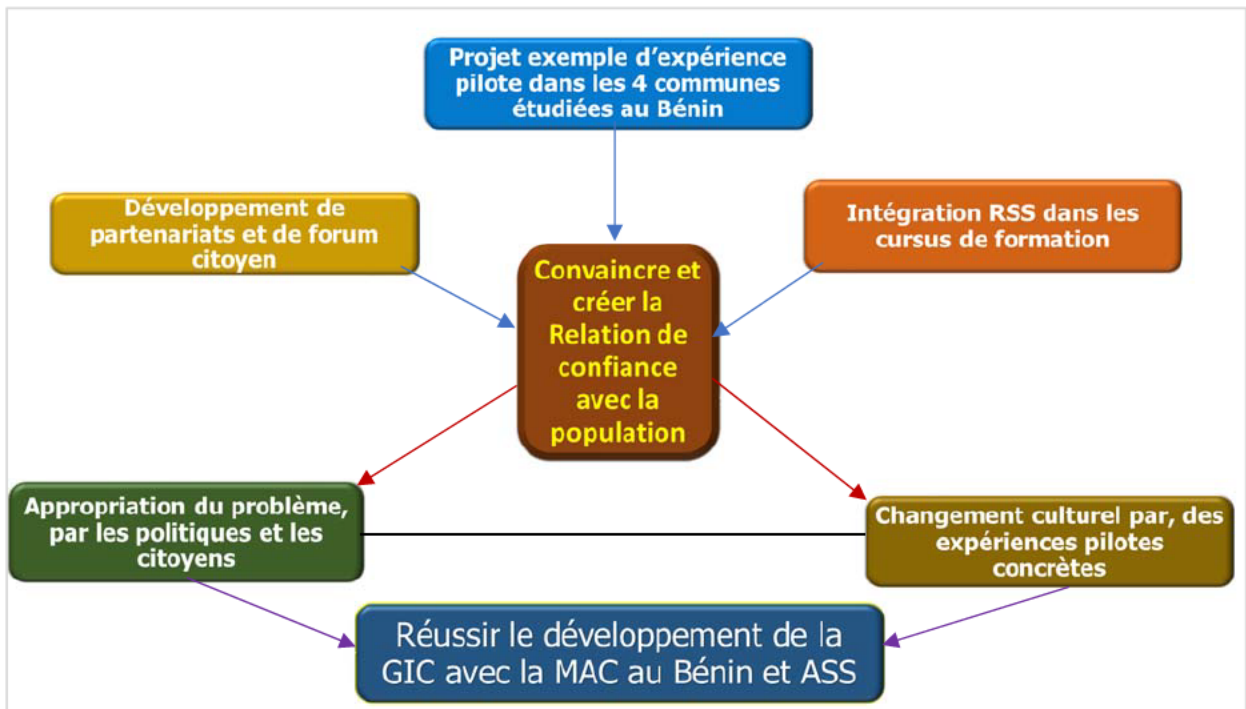 Projet exemple d'expérience
pilote dans les 4 communes
étudiées au Bénin
Développement de
partenariats et de forum
citoyen
Intégration RSS dans les
cursus de formation
Convaincre et
créer la
Relation de
confiance
avec la
population
Appropriation du problème,
par les politiques et les
citoyens
Changement culturel par, des
expériences pilotes
concrètes
Réussir le développement de la
GIC avec la MAC au Bénin et ASS